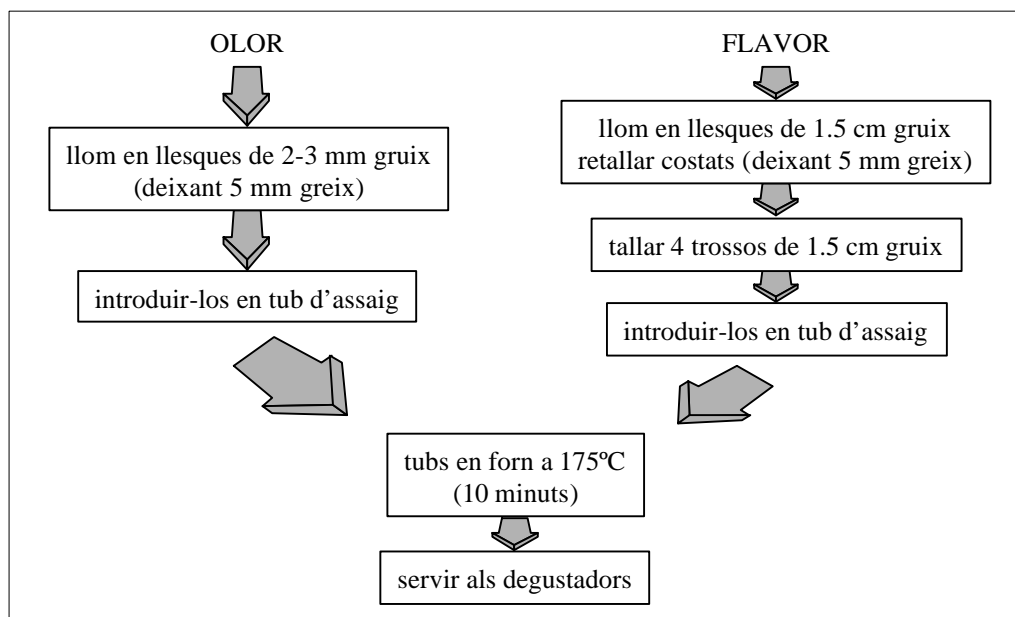 OLOR
llom en llesques de 2-3 mm gruix
(deixant 5 mm greix)
introduir-los en tub d’assaig
FLAVOR
llom en llesques de 1.5 cm gruix
retallar costats (deixant 5 mm greix)
tallar 4 trossos de 1.5 cm gruix
introduir-los en tub d’assaig
tubs en forn a 175ºC
(10 minuts)
servir als degustadors